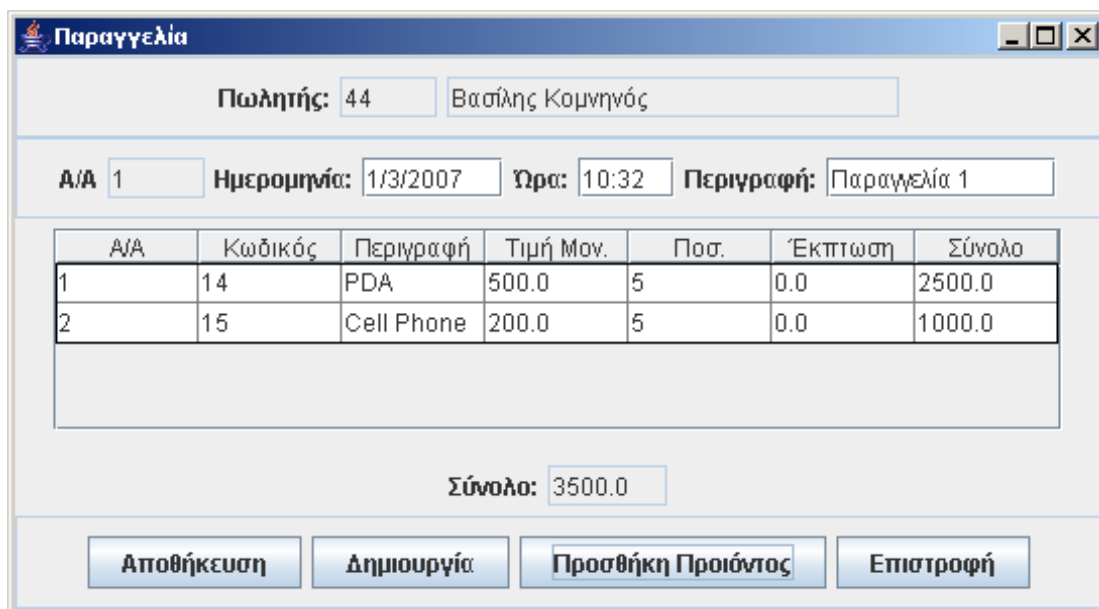 Παραγγελία
Πωλητής: 44 Βασίλης Κομνηνός
Α/Α 1 Ημερομηνία: 1/3/2007 Ώρα: 10:32 Περιγραφή: Παραγγελία 1
Α/Α Κωδικός Περιγραφή Τιμή Μον. Ποσ. Έκπτωση Σύνολο
1 14 PDA 500.0 5 0.0 2500.0
2 15 Cell Phone 200.0 5 0.0 1000.0
Σύνολο: 3500.0
Αποθήκευση Δημιουργία Προσθήκη Προιόντος Επιστροφή